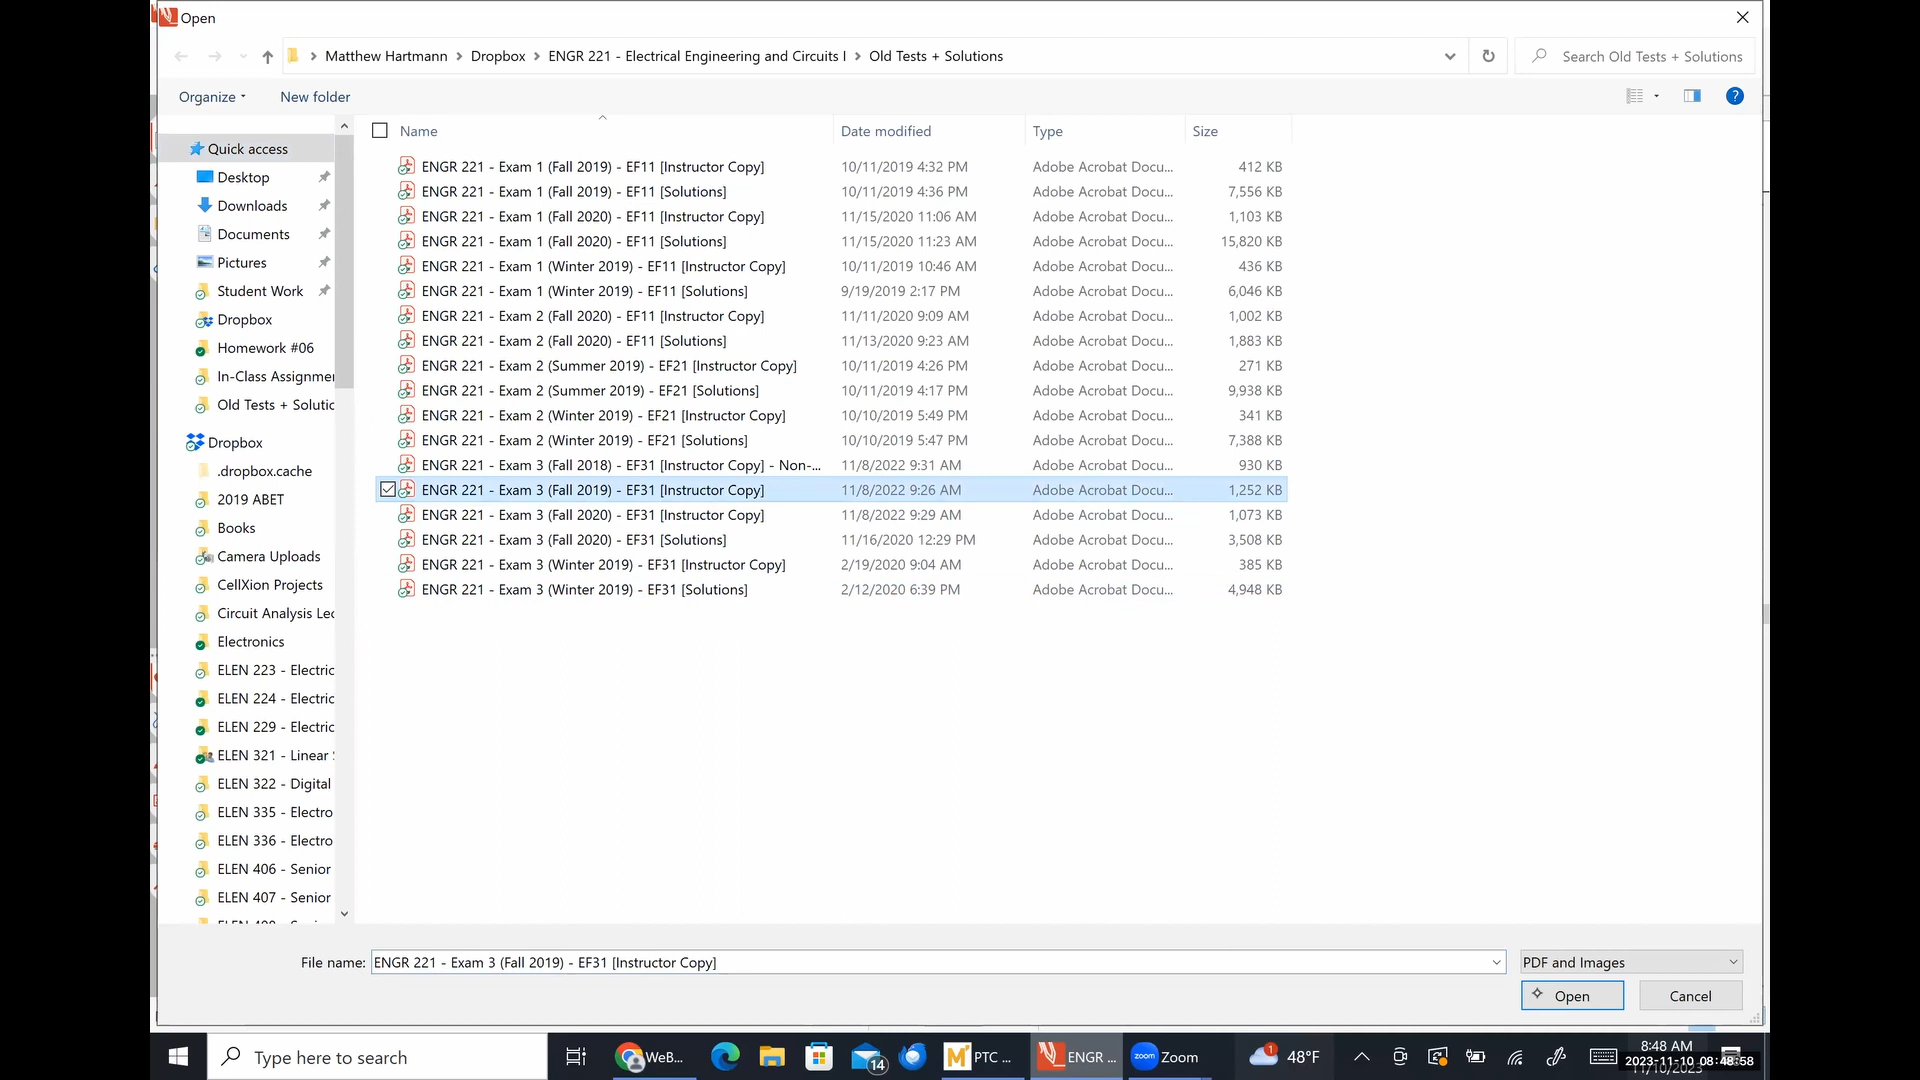 Open
Matthew Hartmann > Dropbox > ENGR 221 - Electrical Engineering and Circuits I > Old Tests + Solutions
Search Old Tests + Solutions
Organize
New folder
Name Date modified Type Size
ENGR 221 - Exam 1 (Fall 2019) - EF11 [Instructor Copy] 10/11/2019 4:32 PM Adobe Acrobat Docu... 412 KB
ENGR 221 - Exam 1 (Fall 2019) - EF11 [Solutions] 10/11/2019 4:36 PM Adobe Acrobat Docu... 7,556 KB
ENGR 221 - Exam 1 (Fall 2020) - EF11 [Instructor Copy] 11/15/2020 11:06 AM Adobe Acrobat Docu... 1,103 KB
ENGR 221 - Exam 1 (Fall 2020) - EF11 [Solutions] 11/15/2020 11:23 AM Adobe Acrobat Docu... 15,820 KB
ENGR 221 - Exam 1 (Winter 2019) - EF11 [Instructor Copy] 10/11/2019 10:46 AM Adobe Acrobat Docu... 436 KB
ENGR 221 - Exam 1 (Winter 2019) - EF11 [Solutions] 9/19/2019 2:17 PM Adobe Acrobat Docu... 6,046 KB
ENGR 221 - Exam 2 (Fall 2020) - EF11 [Instructor Copy] 11/11/2020 9:09 AM Adobe Acrobat Docu... 1,002 KB
ENGR 221 - Exam 2 (Fall 2020) - EF11 [Solutions] 11/13/2020 9:23 AM Adobe Acrobat Docu... 1,883 KB
ENGR 221 - Exam 2 (Summer 2019) - EF21 [Instructor Copy] 10/11/2019 4:26 PM Adobe Acrobat Docu... 271 KB
ENGR 221 - Exam 2 (Summer 2019) - EF21 [Solutions] 10/11/2019 4:17 PM Adobe Acrobat Docu... 9,938 KB
ENGR 221 - Exam 2 (Winter 2019) - EF21 [Instructor Copy] 10/10/2019 5:49 PM Adobe Acrobat Docu... 341 KB
ENGR 221 - Exam 2 (Winter 2019) - EF21 [Solutions] 10/10/2019 5:47 PM Adobe Acrobat Docu... 7,388 KB
ENGR 221 - Exam 3 (Fall 2018) - EF31 [Instructor Copy] - Non-... 11/8/2022 9:31 AM Adobe Acrobat Docu... 930 KB
ENGR 221 - Exam 3 (Fall 2019) - EF31 [Instructor Copy] 11/8/2022 9:26 AM Adobe Acrobat Docu... 1,252 KB
ENGR 221 - Exam 3 (Fall 2020) - EF31 [Instructor Copy] 11/8/2022 9:29 AM Adobe Acrobat Docu... 1,073 KB
ENGR 221 - Exam 3 (Fall 2020) - EF31 [Solutions] 11/16/2020 12:29 PM Adobe Acrobat Docu... 3,508 KB
ENGR 221 - Exam 3 (Winter 2019) - EF31 [Instructor Copy] 2/19/2020 9:04 AM Adobe Acrobat Docu... 385 KB
ENGR 221 - Exam 3 (Winter 2019) - EF31 [Solutions] 2/12/2020 6:39 PM Adobe Acrobat Docu... 4,948 KB
Quick access
Desktop
Downloads
Documents
Pictures
Student Work
Dropbox
Homework #06
In-Class Assignmer
Old Tests + Solutic
Dropbox
.dropbox.cache
2019 ABET
Books
Camera Uploads
CellXion Projects
Circuit Analysis Lec
Electronics
ELEN 223 - Electric
ELEN 224 - Electric
ELEN 229 - Electric
ELEN 321 - Linear
ELEN 322 - Digital
ELEN 335 - Electro
ELEN 336 - Electro
ELEN 406 - Senior
ELEN 407 - Senior
File name: ENGR 221 - Exam 3 (Fall 2019) - EF31 [Instructor Copy]
PDF and Images
Open
Cancel
Type here to search
WeB...
14
PTC ...
ENGR ...
zoom
Zoom
1
48°F
8:48 AM
2023-11-10 08:48:58
11/10/2023